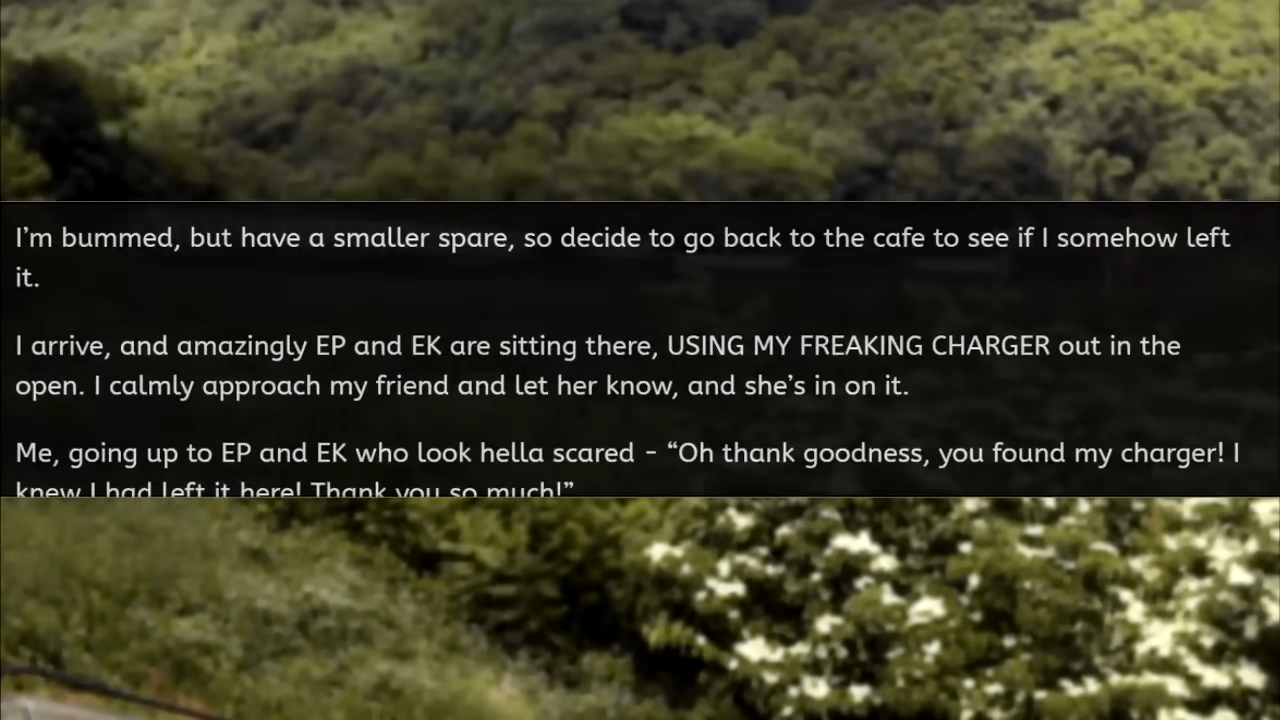 I’m bummed, but have a smaller spare, so decide to go back to the cafe to see if I somehow left
it.
I arrive, and amazingly EP and EK are sitting there, USING MY FREAKING CHARGER out in the
open. I calmly approach my friend and let her know, and she’s in on it.
Me, going up to EP and EK who look hella scared - “Oh thank goodness, you found my charger! I
knew I had left it here! Thank you so much!”